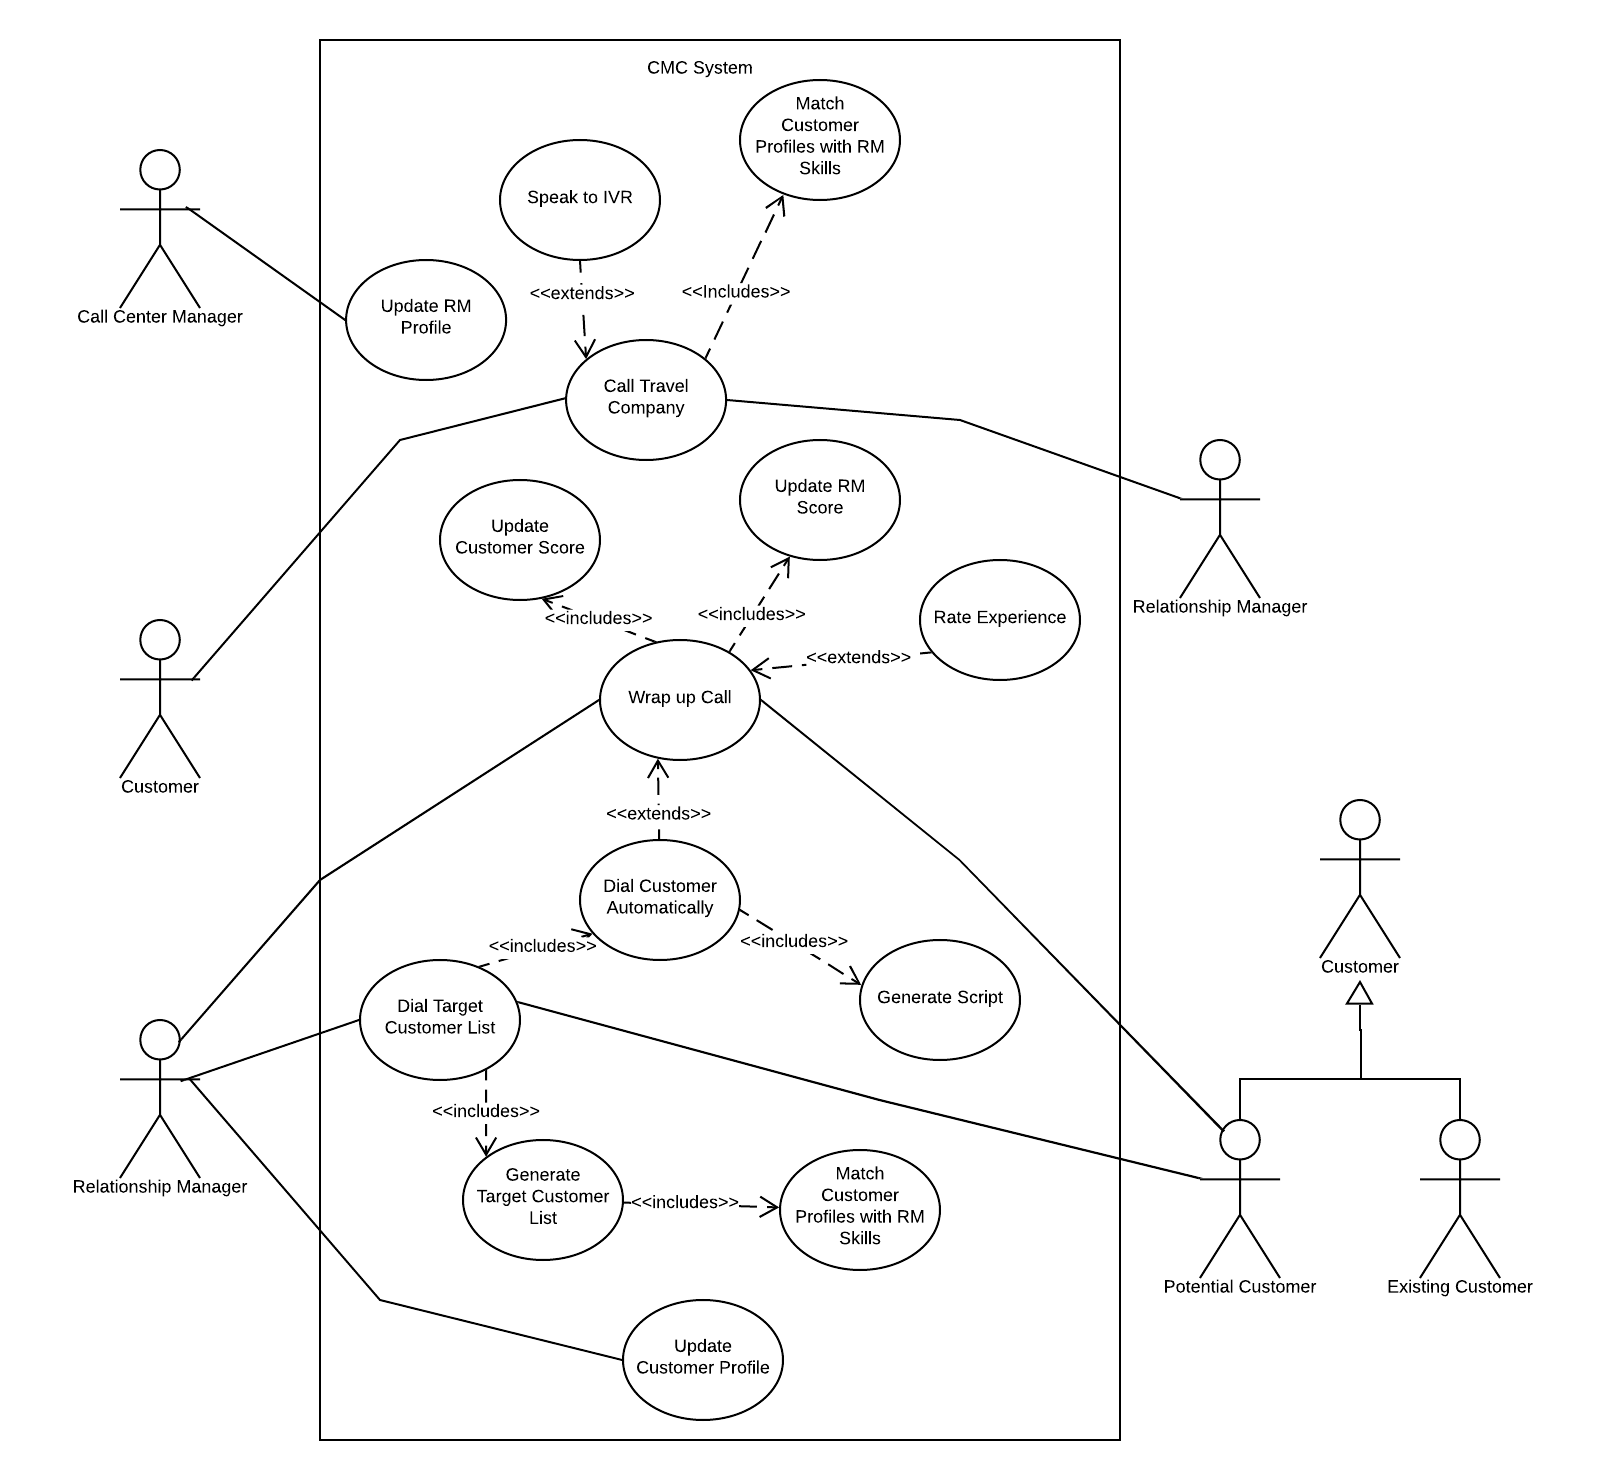 CMC System
Match
Customer
Profiles with RM
Skills
Speak to IVR
<<extends>>
<<Includes>>
Update RM
Profile
Call Center Manager
Call Travel
Company
Update RM
Score
Update
Customer Score
Relationship Manager
<<includes>>
<<includes>>
Rate Experience
<<extends>>
Wrap up Call
Customer
<<extends>>
Dial Customer
Automatically
<<includes>>
<<includes>>
Customer
Dial Target
Customer List
Generate Script
<<includes>>
Relationship Manager
Generate
Target Customer
List
<<includes>>
Match
Customer
Profiles with RM
Skills
Potential Customer
Existing Customer
Update
Customer Profile